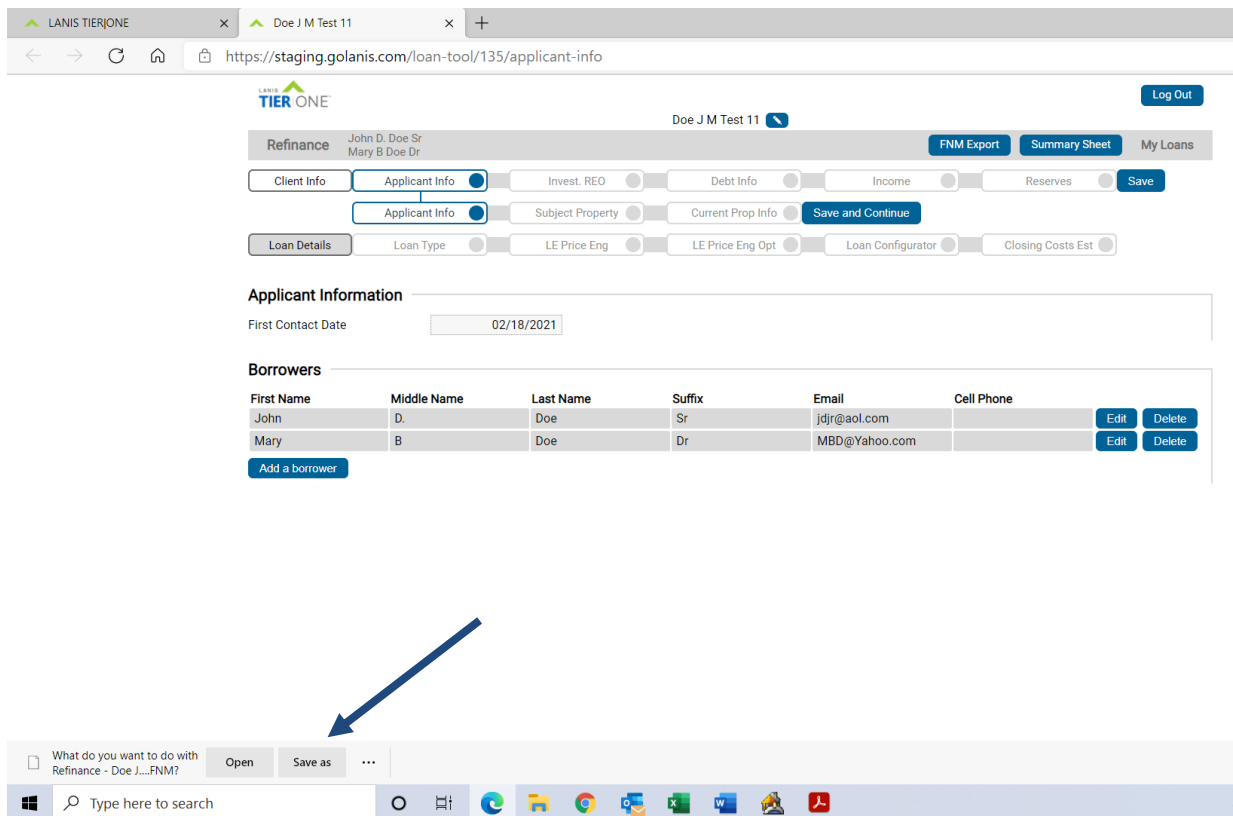 LANIS TIER|ONE
Doe J M Test 11
https://staging.golanis.com/loan-tool/135/applicant-info
LANIS
TIER ONE
Log Out
Doe J M Test 11
Refinance
John D. Doe Sr
Mary B Doe Dr
FNM Export Summary Sheet My Loans
Client Info Applicant Info Invest. REO Debt Info Income Reserves Save
Applicant Info Subject Property Current Prop Info Save and Continue
Loan Details Loan Type LE Price Eng LE Price Eng Opt Loan Configurator Closing Costs Est
Applicant Information
First Contact Date 02/18/2021
Borrowers
First Name Middle Name Last Name Suffix Email Cell Phone
John D. Doe Sr jdjr@aol.com Edit Delete
Mary B Doe Dr MBD@Yahoo.com Edit Delete
Add a borrower
What do you want to do with
Refinance - Doe J....FNM?
Open Save as ...
Type here to search